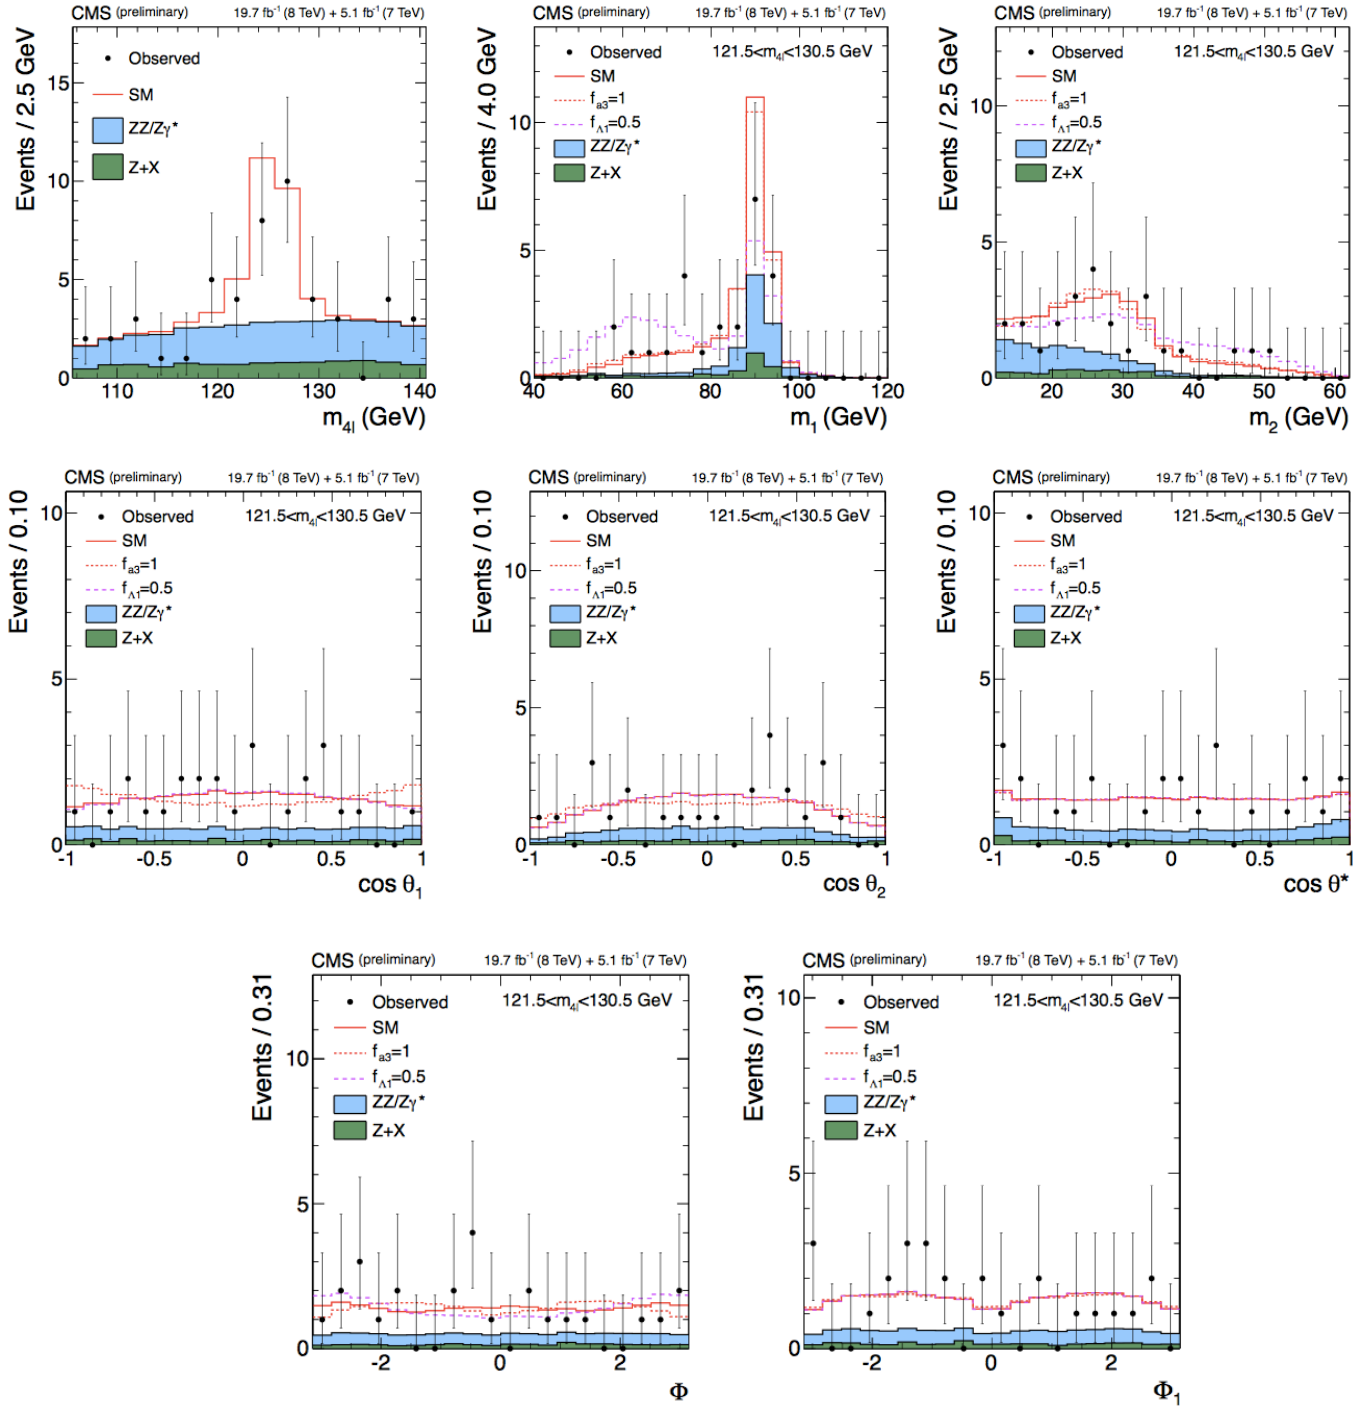 CMS (preliminary) 19.7 fb⁻¹ (8 TeV) + 5.1 fb⁻¹ (7 TeV)
Events / 2.5 GeV
Observed
SM
ZZ/Zγ*
Z+X
15
10
5
0
110 120 130 140
m4l (GeV)
CMS (preliminary) 19.7 fb⁻¹ (8 TeV) + 5.1 fb⁻¹ (7 TeV)
Events / 4.0 GeV
Observed 121.5<m4l<130.5 GeV
SM
fa3=1
fΛ1=0.5
ZZ/Zγ*
Z+X
10
5
0
40 60 80 100 120
m1 (GeV)
CMS (preliminary) 19.7 fb⁻¹ (8 TeV) + 5.1 fb⁻¹ (7 TeV)
Events / 2.5 GeV
Observed 121.5<m4l<130.5 GeV
SM
fa3=1
fΛ1=0.5
ZZ/Zγ*
Z+X
10
5
0
20 30 40 50 60
m2 (GeV)
CMS (preliminary) 19.7 fb⁻¹ (8 TeV) + 5.1 fb⁻¹ (7 TeV)
Events / 0.10
Observed 121.5<m4l<130.5 GeV
SM
fa3=1
fΛ1=0.5
ZZ/Zγ*
Z+X
10
5
0
-1 -0.5 0 0.5 1
cos θ1
CMS (preliminary) 19.7 fb⁻¹ (8 TeV) + 5.1 fb⁻¹ (7 TeV)
Events / 0.10
Observed 121.5<m4l<130.5 GeV
SM
fa3=1
fΛ1=0.5
ZZ/Zγ*
Z+X
10
5
0
-1 -0.5 0 0.5 1
cos θ2
CMS (preliminary) 19.7 fb⁻¹ (8 TeV) + 5.1 fb⁻¹ (7 TeV)
Events / 0.10
Observed 121.5<m4l<130.5 GeV
SM
fa3=1
fΛ1=0.5
ZZ/Zγ*
Z+X
10
5
0
-1 -0.5 0 0.5 1
cos θ*
CMS (preliminary) 19.7 fb⁻¹ (8 TeV) + 5.1 fb⁻¹ (7 TeV)
Events / 0.31
Observed 121.5<m4l<130.5 GeV
SM
fa3=1
fΛ1=0.5
ZZ/Zγ*
Z+X
10
5
0
-2 0 2
Φ
CMS (preliminary) 19.7 fb⁻¹ (8 TeV) + 5.1 fb⁻¹ (7 TeV)
Events / 0.31
Observed 121.5<m4l<130.5 GeV
SM
fa3=1
fΛ1=0.5
ZZ/Zγ*
Z+X
10
5
0
-2 0 2
Φ1